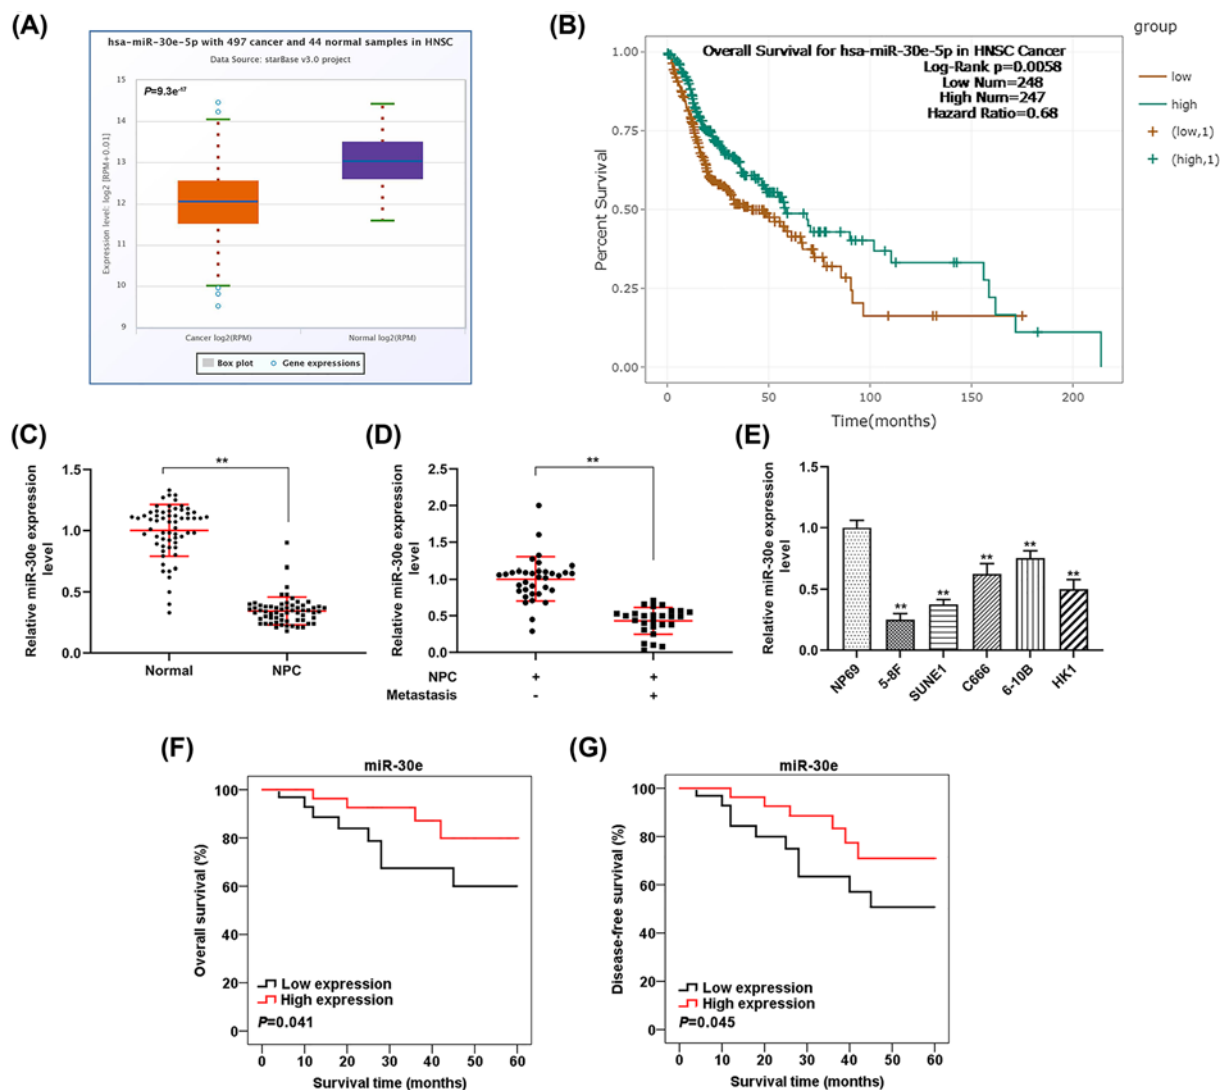 (A)
hsa-miR-30e-5p with 497 cancer and 44 normal samples in HNSC
Data Source: starBase v3.0 project
P=9.3e-17
Expression level: log2 [RPM+0.01]
15
14
13
12
11
10
9
Cancer log2(RPM)
Normal log2(RPM)
Box plot
Gene expressions
(B)
Overall Survival for hsa-miR-30e-5p in HNSC Cancer
Log-Rank p=0.0058
Low Num=248
High Num=247
Hazard Ratio=0.68
Percent Survival
1.00
0.75
0.50
0.25
0.00
0
50
100
150
200
Time(months)
group
low
high
(low,1)
(high,1)
(C)
Relative miR-30e expression
level
1.5
1.0
0.5
0.0
**
Normal
NPC
(D)
Relative miR-30e expression
level
2.5
2.0
1.5
1.0
0.5
0.0
**
NPC + +
Metastasis - +
(E)
Relative miR-30e expression
level
1.5
1.0
0.5
0.0
**
**
**
**
**
NP69
5-8F
SUNE1
C666
6-10B
HK1
(F)
miR-30e
Overall survival (%)
100
80
60
40
20
0
Low expression
High expression
P=0.041
0 10 20 30 40 50 60
Survival time (months)
(G)
miR-30e
Disease-free survival (%)
100
80
60
40
20
0
Low expression
High expression
P=0.045
0 10 20 30 40 50 60
Survival time (months)